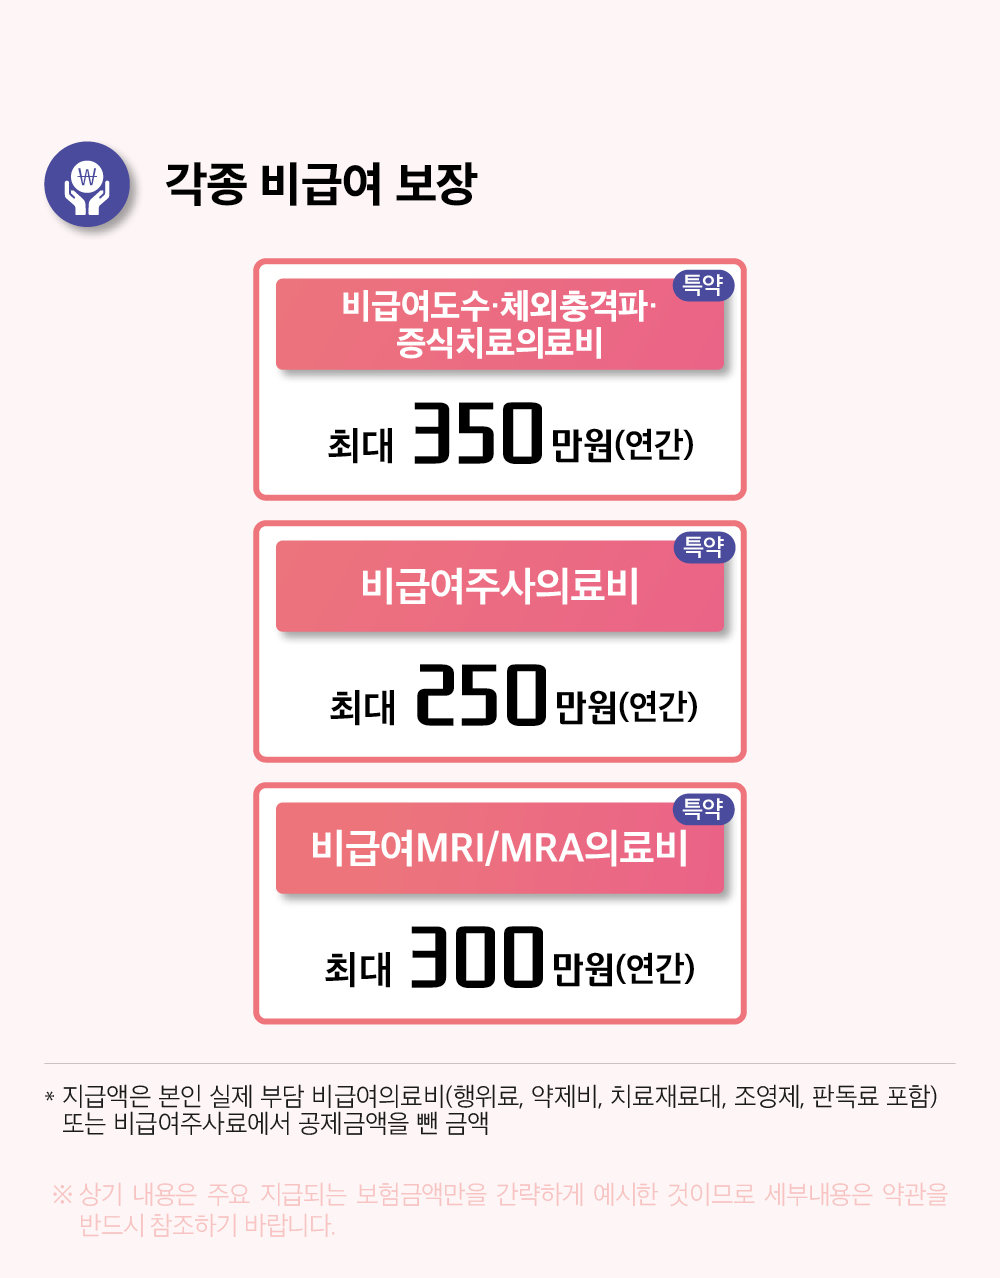 ₩
각종 비급여 보장
특약
비급여도수·체외충격파·
증식치료의료비
최대 350만원(연간)
특약
비급여주사의료비
최대 250만원(연간)
특약
비급여MRI/MRA의료비
최대 300만원(연간)
* 지급액은 본인 실제 부담 비급여의료비(행위료, 약제비, 치료재료대, 조영제, 판독료 포함)
또는 비급여주사료에서 공제금액을 뺀 금액
※ 상기 내용은 주요 지급되는 보험금액만을 간략하게 예시한 것이므로 세부내용은 약관을
반드시 참조하기 바랍니다.